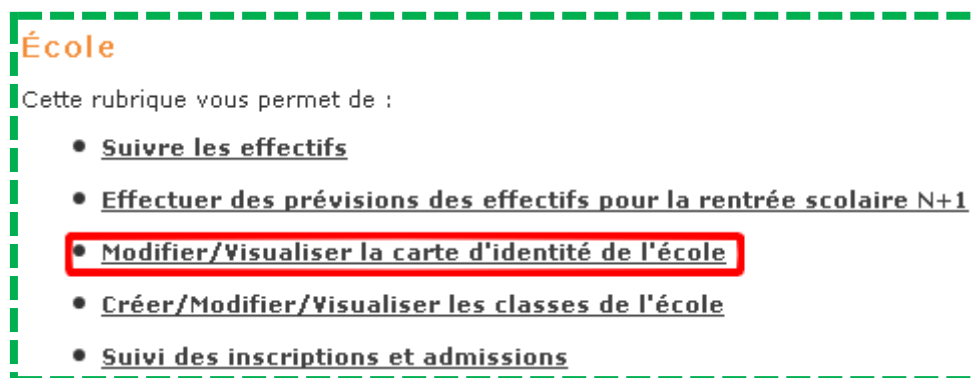 École
Cette rubrique vous permet de :
Suivre les effectifs
Effectuer des prévisions des effectifs pour la rentrée scolaire N+1
Modifier/Visualiser la carte d'identité de l'école
Créer/Modifier/Visualiser les classes de l'école
Suivi des inscriptions et admissions